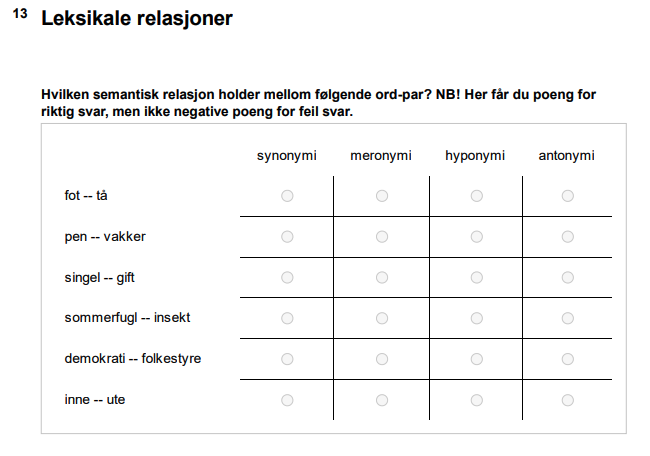 13 Leksikale relasjoner
Hvilken semantisk relasjon holder mellom følgende ord-par? NB! Her får du poeng for
riktig svar, men ikke negative poeng for feil svar.
synonymi meronymi hyponymi antonymi
fot -- tå
pen -- vakker
singel -- gift
sommerfugl -- insekt
demokrati -- folkestyre
inne -- ute